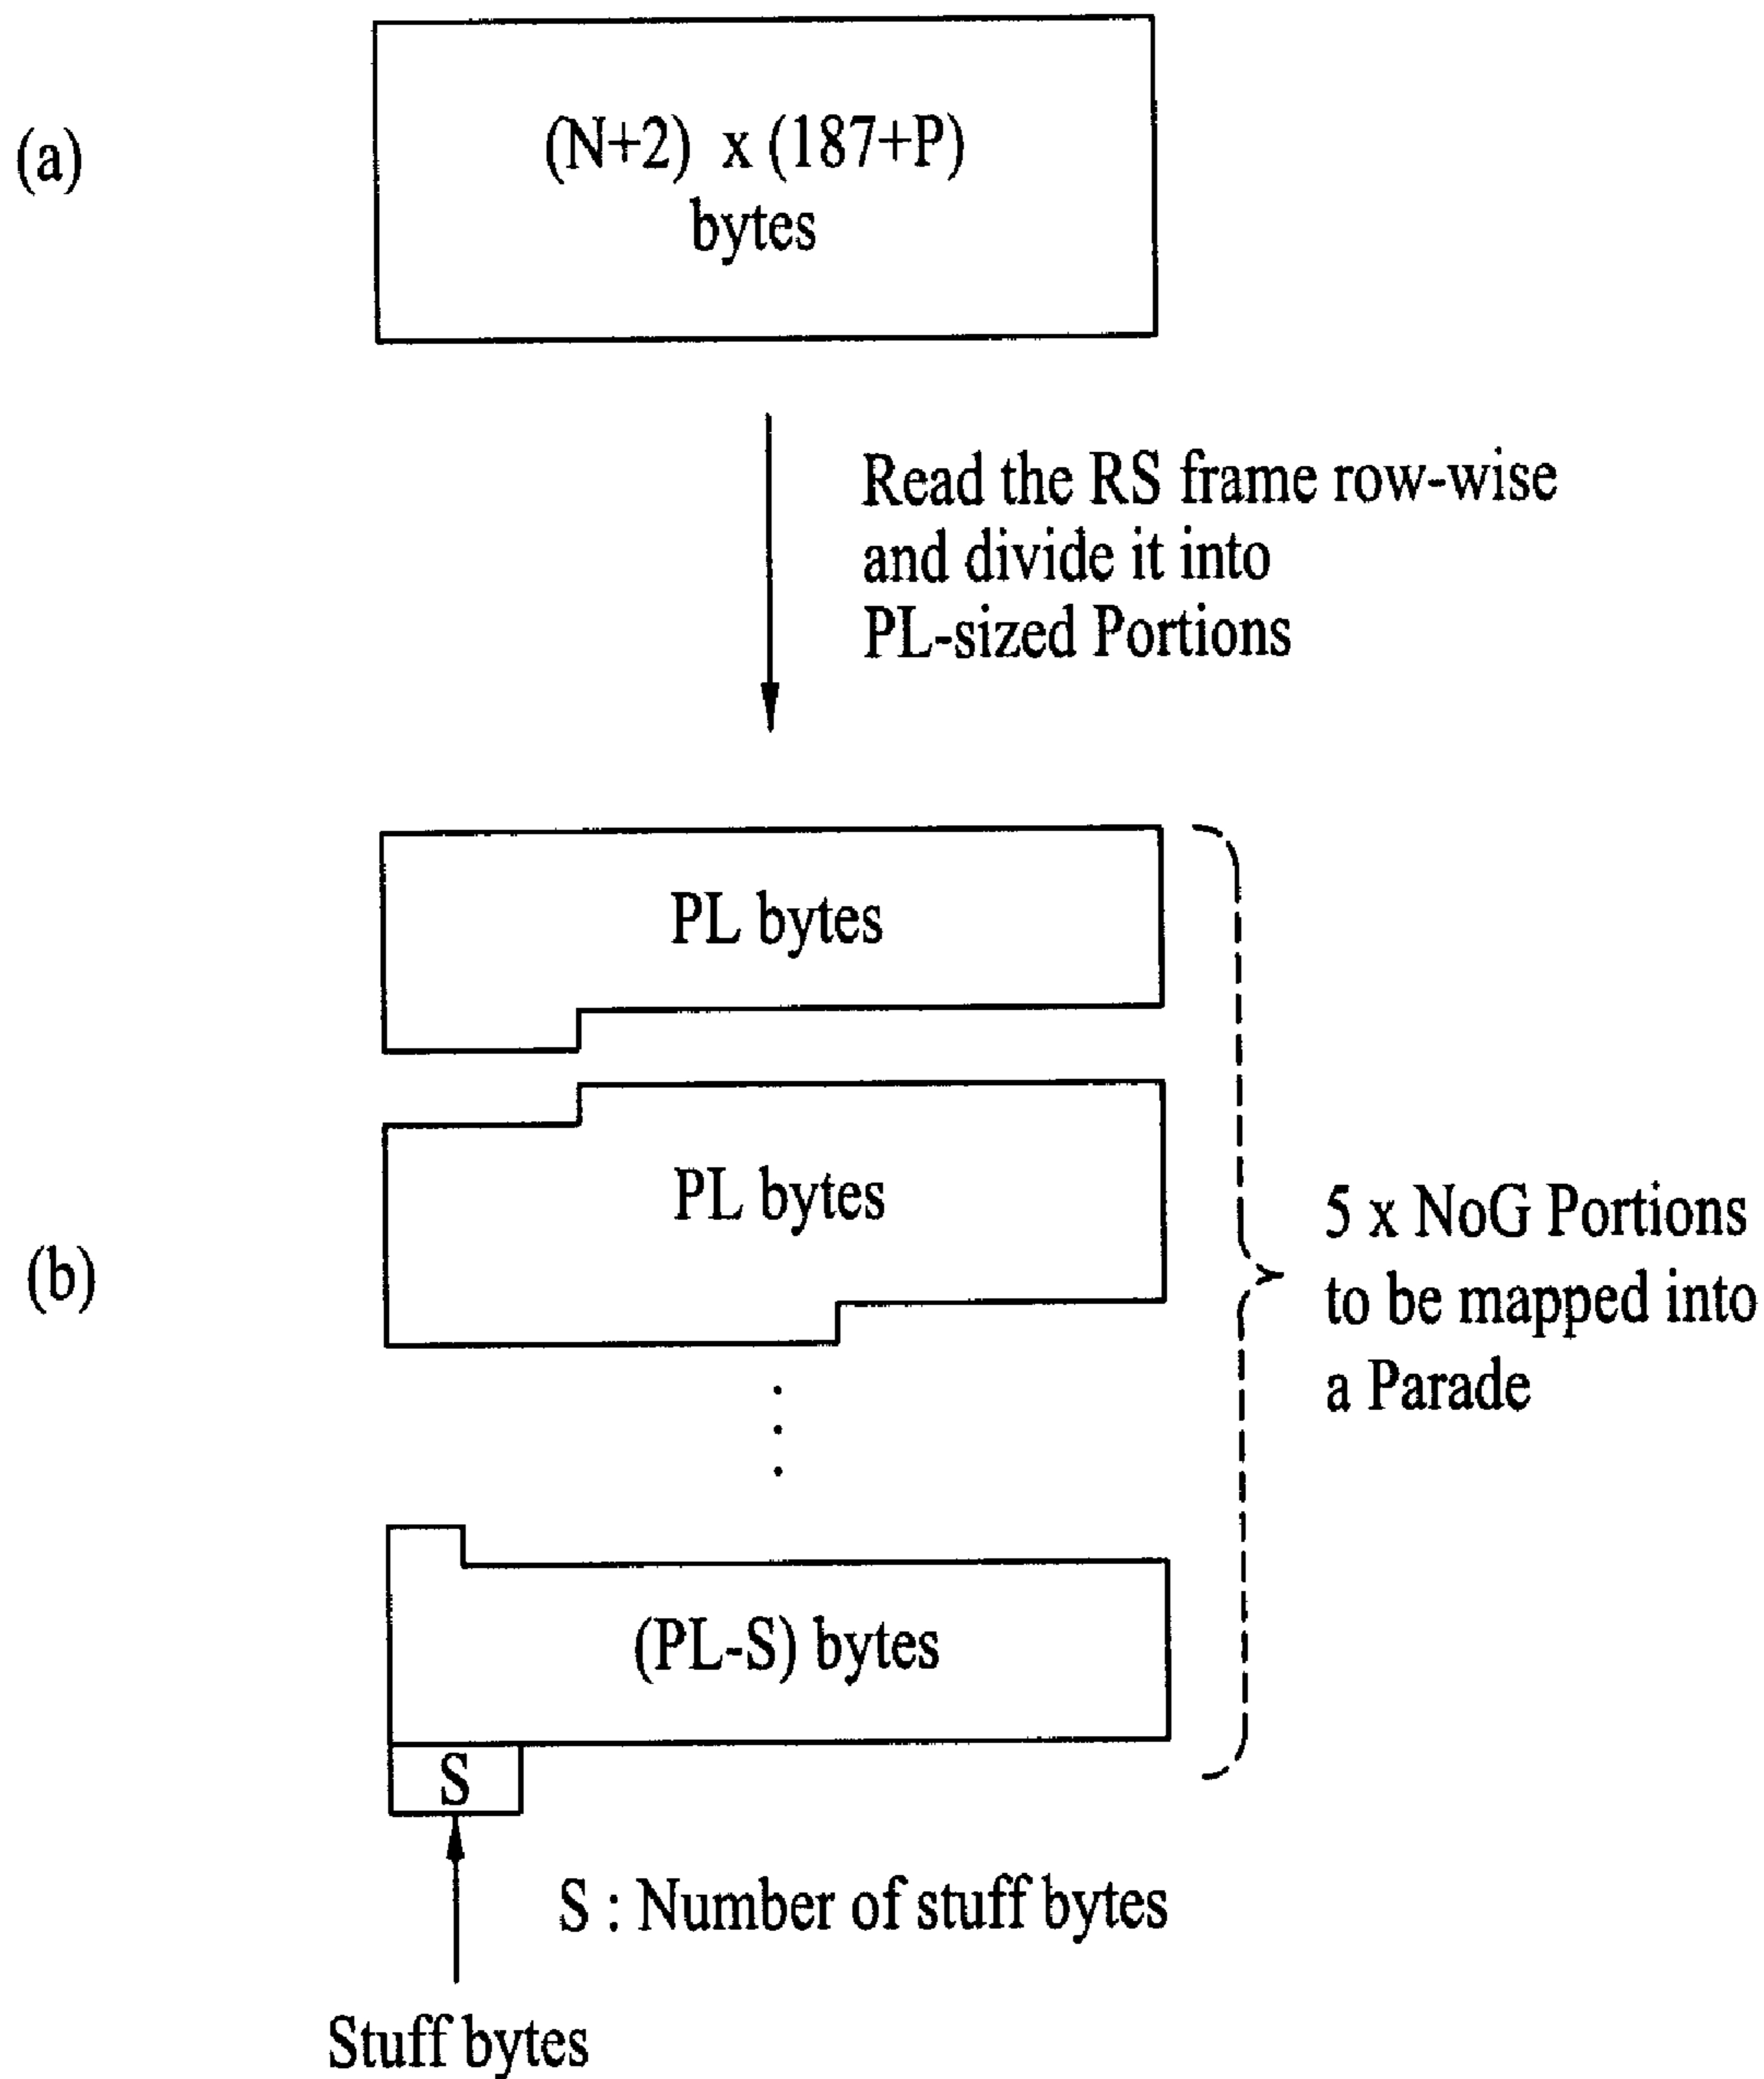 (a)
(N+2) x (187+P)
bytes
Read the RS frame row-wise
and divide it into
PL-sized Portions
PL bytes
PL bytes
(b)
5 x NoG Portions
to be mapped into
a Parade
(PL-S) bytes
S
S : Number of stuff bytes
Stuff bytes